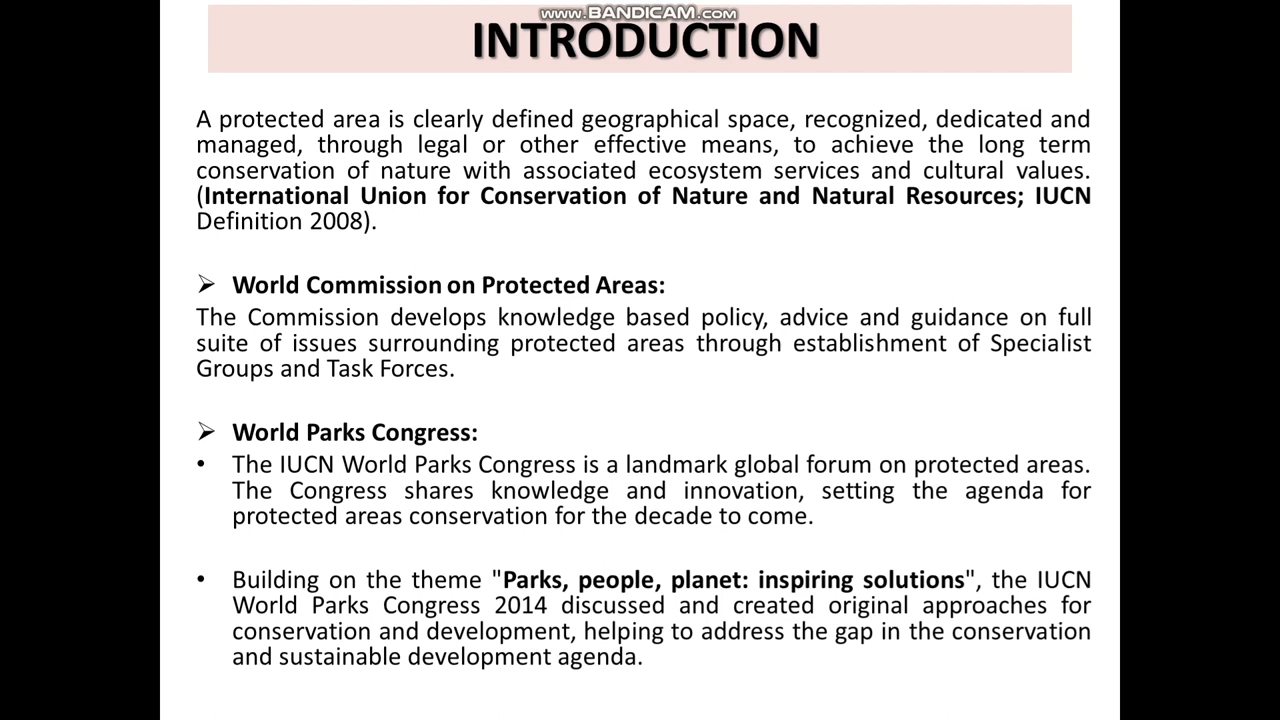 www.BANDICAM.com
INTRODUCTION
A protected area is clearly defined geographical space, recognized, dedicated and
managed, through legal or other effective means, to achieve the long term
conservation of nature with associated ecosystem services and cultural values.
(International Union for Conservation of Nature and Natural Resources; IUCN
Definition 2008).
➢ World Commission on Protected Areas:
The Commission develops knowledge based policy, advice and guidance on full
suite of issues surrounding protected areas through establishment of Specialist
Groups and Task Forces.
➢ World Parks Congress:
• The IUCN World Parks Congress is a landmark global forum on protected areas.
The Congress shares knowledge and innovation, setting the agenda for
protected areas conservation for the decade to come.
• Building on the theme "Parks, people, planet: inspiring solutions", the IUCN
World Parks Congress 2014 discussed and created original approaches for
conservation and development, helping to address the gap in the conservation
and sustainable development agenda.